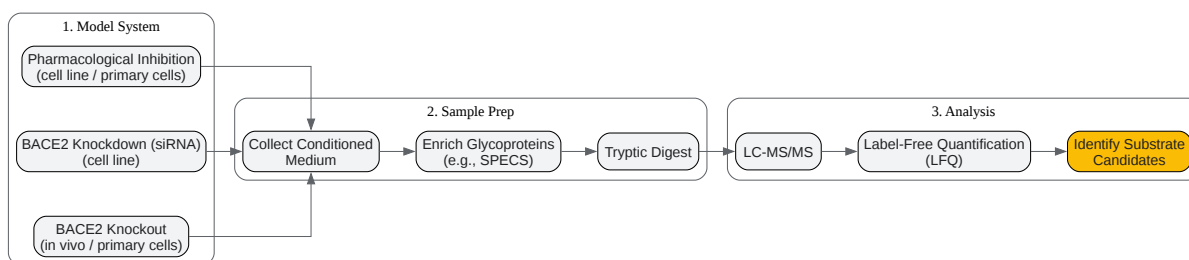 1. Model System
Pharmacological Inhibition
(cell line / primary cells)
BACE2 Knockdown (siRNA)
(cell line)
BACE2 Knockout
(in vivo / primary cells)
2. Sample Prep
Collect Conditioned
Medium
Enrich Glycoproteins
(e.g., SPECS)
Tryptic Digest
3. Analysis
LC-MS/MS
Label-Free Quantification
(LFQ)
Identify Substrate
Candidates